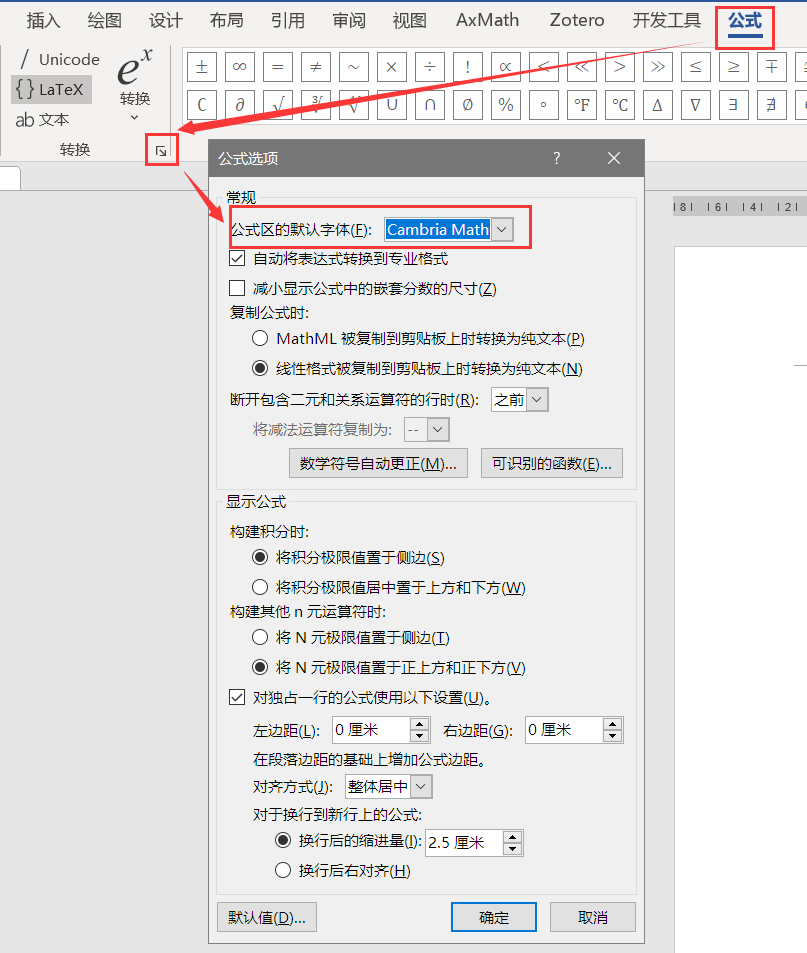 插入 绘图 设计 布局 引用 审阅 视图 AxMath Zotero 开发工具 公式
/ Unicode
{} LaTeX
ab 文本
eˣ
转换
转换
± ∞ = ≠ ~ × ÷ ! ∝ < ≪ > ≫ ≤ ≥ ∓
∁ ∂ √ ∛ ∜ ∪ ∩ ∅ % ° ℉ ℃ ∆ ∇ ∃ ∄
|8| |6| |4| |2|
公式选项 ? ×
常规
公式区的默认字体(F): Cambria Math
自动将表达式转换到专业格式
减小显示公式中的嵌套分数的尺寸(Z)
复制公式时:
MathML 被复制到剪贴板上时转换为纯文本(P)
线性格式被复制到剪贴板上时转换为纯文本(N)
断开包含二元和关系运算符的行时(R): 之前
将减法运算符复制为: --
数学符号自动更正(M)... 可识别的函数(E)...
显示公式
构建积分时:
将积分极限值置于侧边(S)
将积分极限值居中置于上方和下方(W)
构建其他 n 元运算符时:
将 N 元极限值置于侧边(T)
将 N 元极限值置于正上方和正下方(V)
对独占一行的公式使用以下设置(U)。
左边距(L): 0 厘米 右边距(G): 0 厘米
在段落边距的基础上增加公式边距。
对齐方式(J): 整体居中
对于换行到新行上的公式:
换行后的缩进量(I): 2.5 厘米
换行后右对齐(H)
默认值(D)... 确定 取消